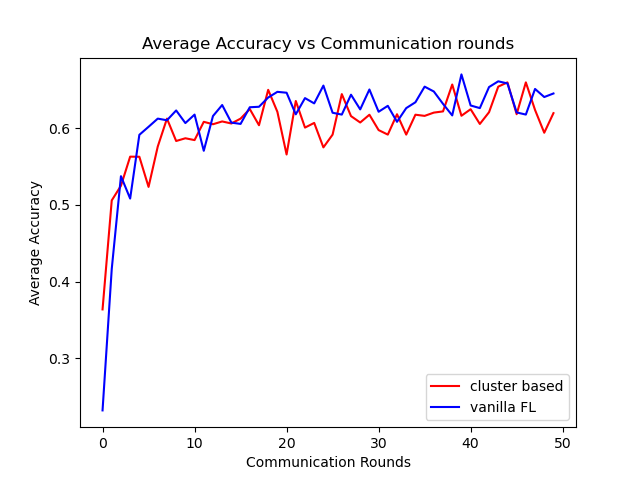 Average Accuracy vs Communication rounds
Average Accuracy
0.6
0.5
0.4
0.3
0
10
20
30
40
50
Communication Rounds
cluster based
vanilla FL